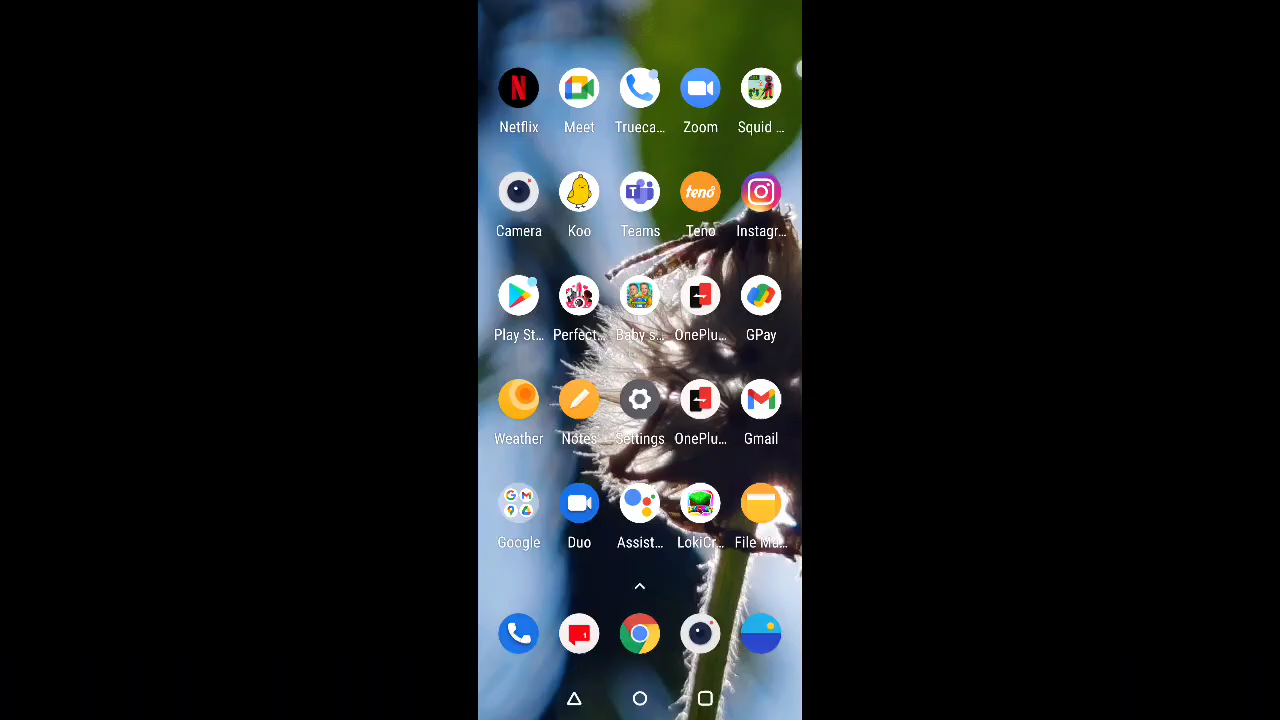 Netflix Meet Trueca... Zoom Squid ...
Camera Koo Teams Teno Instagr...
Play St... Perfect... Baby s... OnePlu... GPay
Weather Notes Settings OnePlu... Gmail
Google Duo Assist... LokiCr... File Ma...